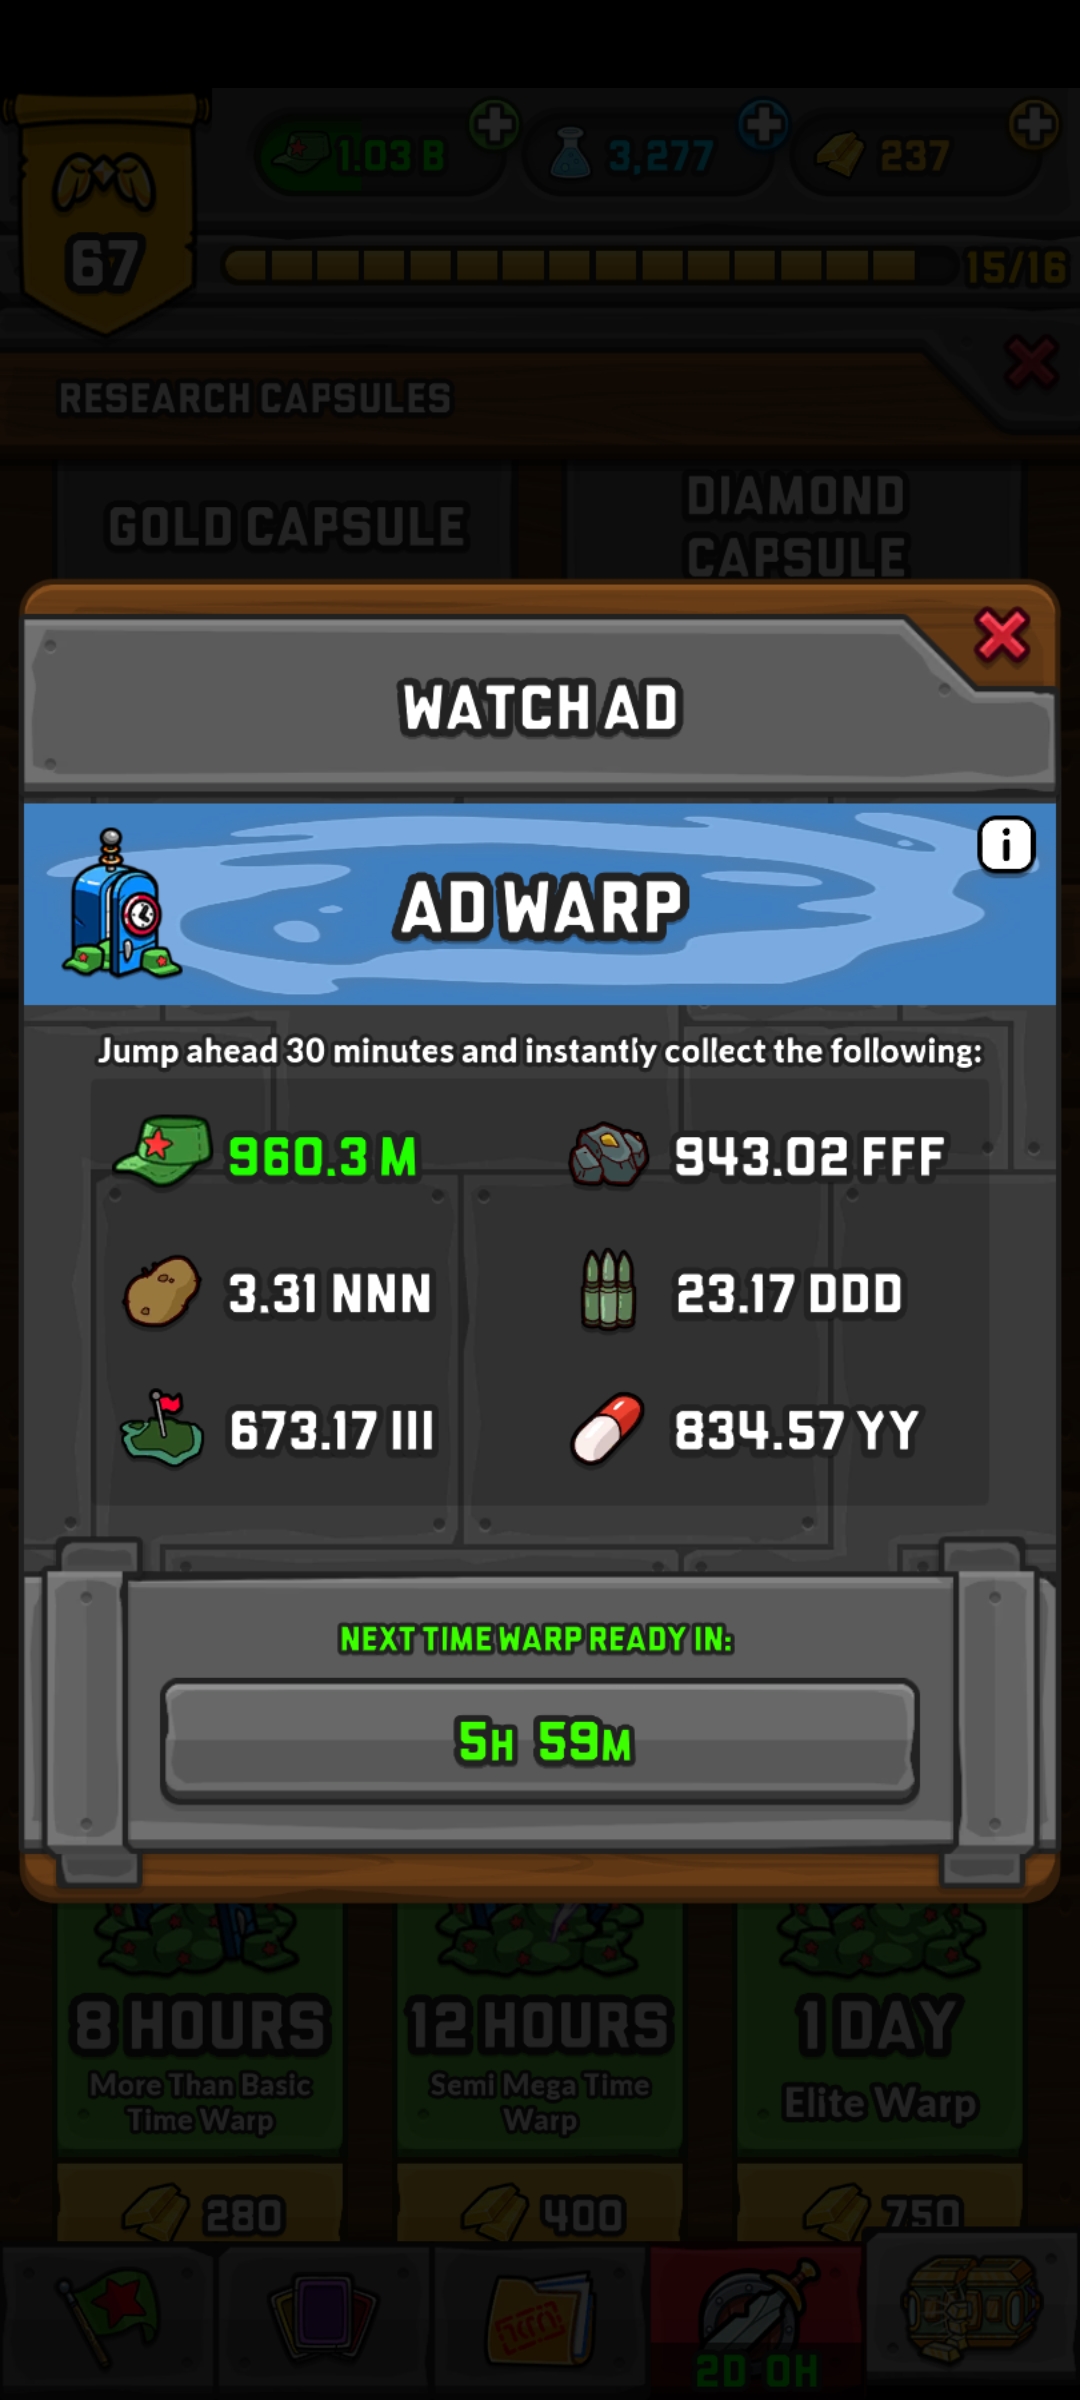 1.03 B
3,277
237
67
15/16
RESEARCH CAPSULES
GOLD CAPSULE
DIAMOND
CAPSULE
WATCH AD
AD WARP
i
Jump ahead 30 minutes and instantly collect the following:
960.3 M
943.02 FFF
3.31 NNN
23.17 DDD
673.17 III
834.57 YY
NEXT TIME WARP READY IN:
5H 59M
8 HOURS
12 HOURS
1 DAY
More Than Basic
Time Warp
Semi Mega Time
Warp
Elite Warp
280
400
750
2D 0H